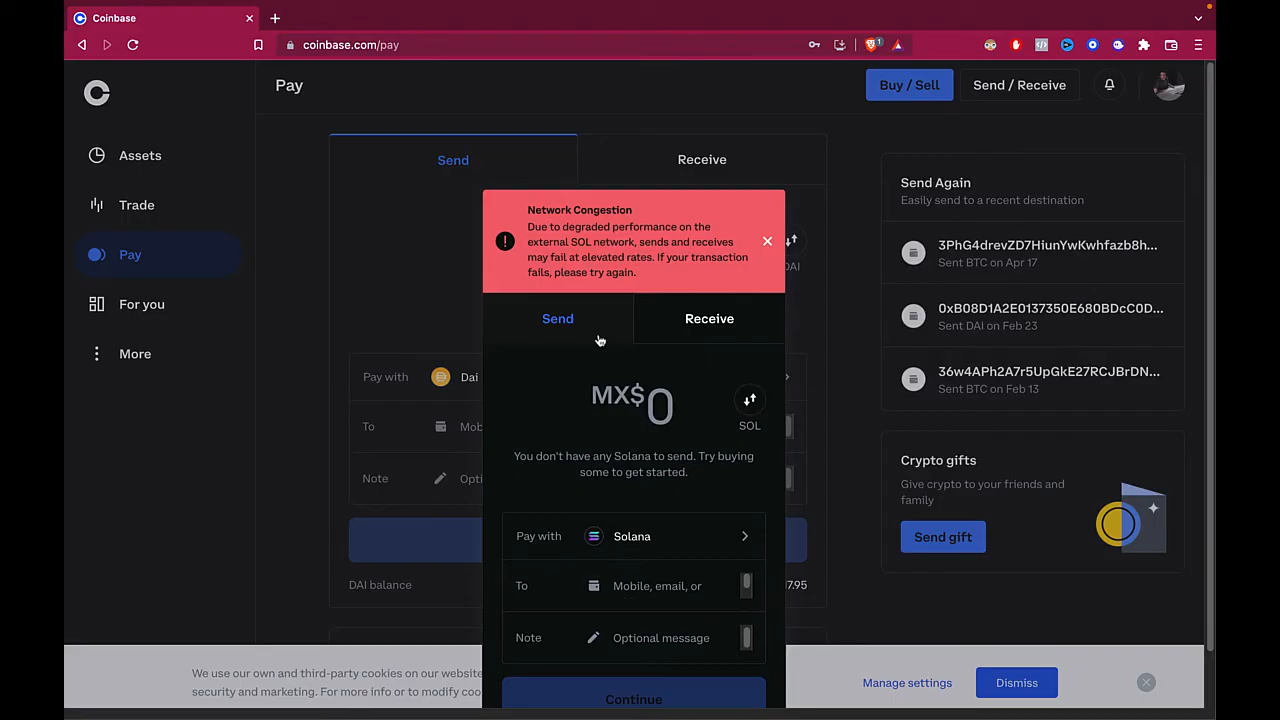 Coinbase
coinbase.com/pay
1
Pay
Buy / Sell
Send / Receive
Assets
Trade
Pay
For you
More
Send
Receive
DAI
Pay with
Dai
To
Mob
Note
Opti
DAI balance
7.95
Network Congestion
Due to degraded performance on the
external SOL network, sends and receives
may fail at elevated rates. If your transaction
fails, please try again.
Send
Receive
MX$0
SOL
You don't have any Solana to send. Try buying
some to get started.
Pay with
Solana
To
Mobile, email, or
Note
Optional message
Continue
Send Again
Easily send to a recent destination
3PhG4drevZD7HiunYwKwhfazb8h...
Sent BTC on Apr 17
0xB08D1A2E0137350E680BDcC0D...
Sent DAI on Feb 23
36w4APh2A7r5UpGkE27RCJBrDN...
Sent BTC on Feb 13
Crypto gifts
Give crypto to your friends and
family
Send gift
We use our own and third-party cookies on our website
security and marketing. For more info or to modify coo
Manage settings
Dismiss